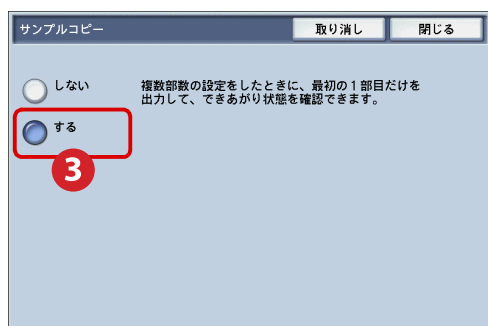 サンプルコピー
取り消し
閉じる
しない
複数部数の設定をしたときに、最初の1部目だけを
出力して、できあがり状態を確認できます。
する
3